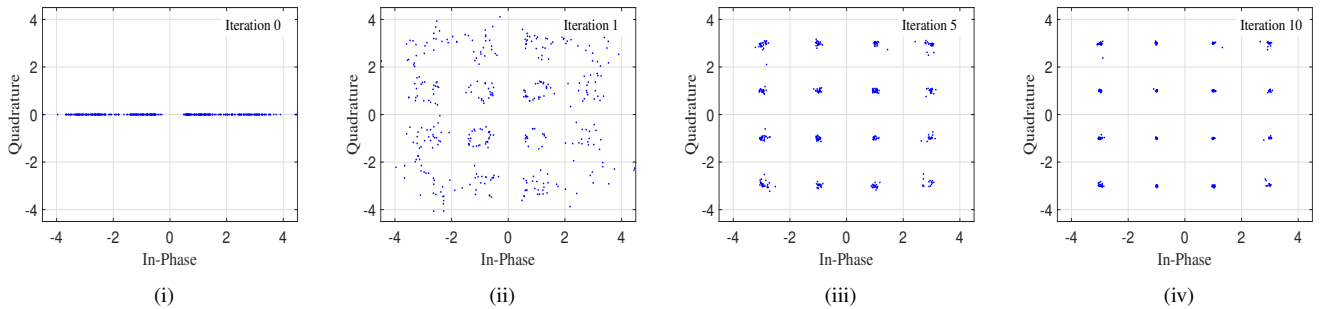 Iteration 0
4
2
0
-2
-4
Quadrature
-4 -2 0 2 4
In-Phase
(i)
Iteration 1
4
2
0
-2
-4
Quadrature
-4 -2 0 2 4
In-Phase
(ii)
Iteration 5
4
2
0
-2
-4
Quadrature
-4 -2 0 2 4
In-Phase
(iii)
Iteration 10
4
2
0
-2
-4
Quadrature
-4 -2 0 2 4
In-Phase
(iv)